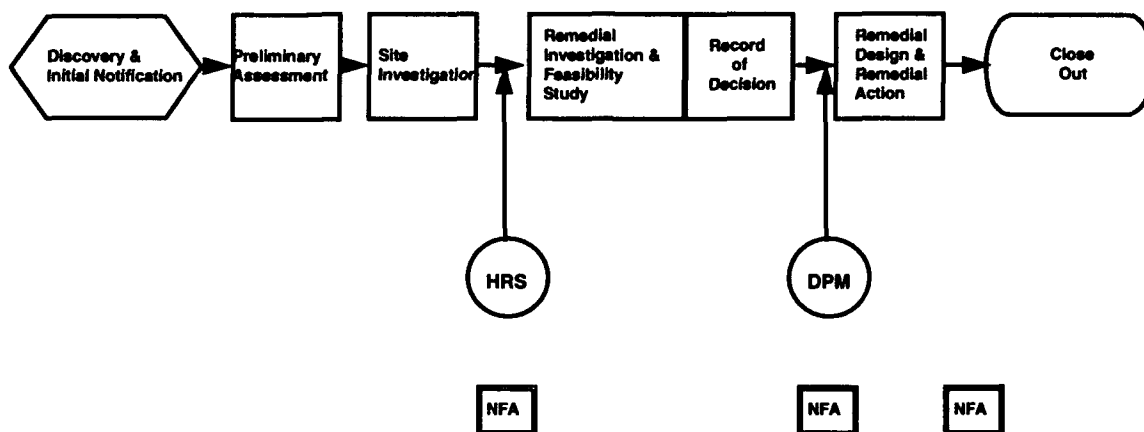 Discovery &
Initial Notification
Preliminary
Assessment
Site
Investigation
Remedial
Investigation &
Feasibility
Study
Record
of
Decision
Remedial
Design &
Remedial
Action
Close
Out
HRS
DPM
NFA
NFA
NFA